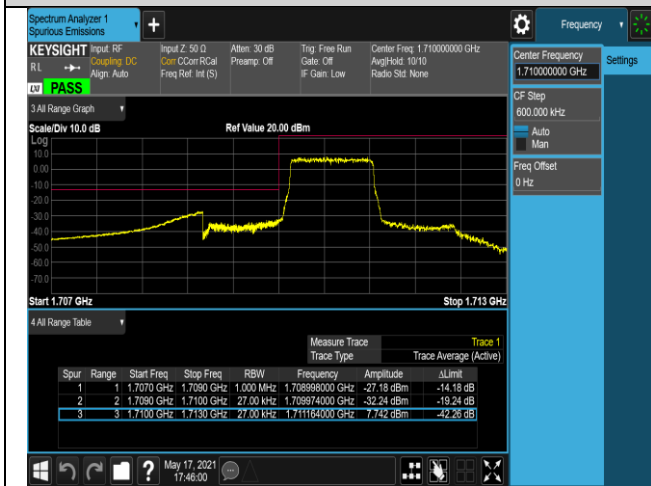 Spectrum Analyzer 1
Spurious Emissions
+
Frequency
KEYSIGHT
RL
Input: RF
Coupling: DC
Align: Auto
Input Z: 50 Ω
Corr CCorr RCal
Freq Ref: Int (S)
Atten: 30 dB
Preamp: Off
Trig: Free Run
Gate: Off
IF Gain: Low
Center Freq: 1.710000000 GHz
Avg|Hold: 10/10
Radio Std: None
LXI PASS
Center Frequency
1.710000000 GHz
Settings
CF Step
600.000 kHz
Auto
Man
Freq Offset
0 Hz
3 All Range Graph
Scale/Div 10.0 dB
Ref Value 20.00 dBm
Log
10.0
0.00
-10.0
-20.0
-30.0
-40.0
-50.0
-60.0
-70.0
Start 1.707 GHz
Stop 1.713 GHz
4 All Range Table
Measure Trace Trace 1
Trace Type Trace Average (Active)
Spur Range Start Freq Stop Freq RBW Frequency Amplitude ΔLimit
1 1 1.7070 GHz 1.7090 GHz 1.000 MHz 1.708998000 GHz -27.18 dBm -14.18 dB
2 2 1.7090 GHz 1.7100 GHz 27.00 kHz 1.709974000 GHz -32.24 dBm -19.24 dB
3 3 1.7100 GHz 1.7130 GHz 27.00 kHz 1.711164000 GHz 7.742 dBm -42.26 dB
?
May 17, 2021
17:46:00